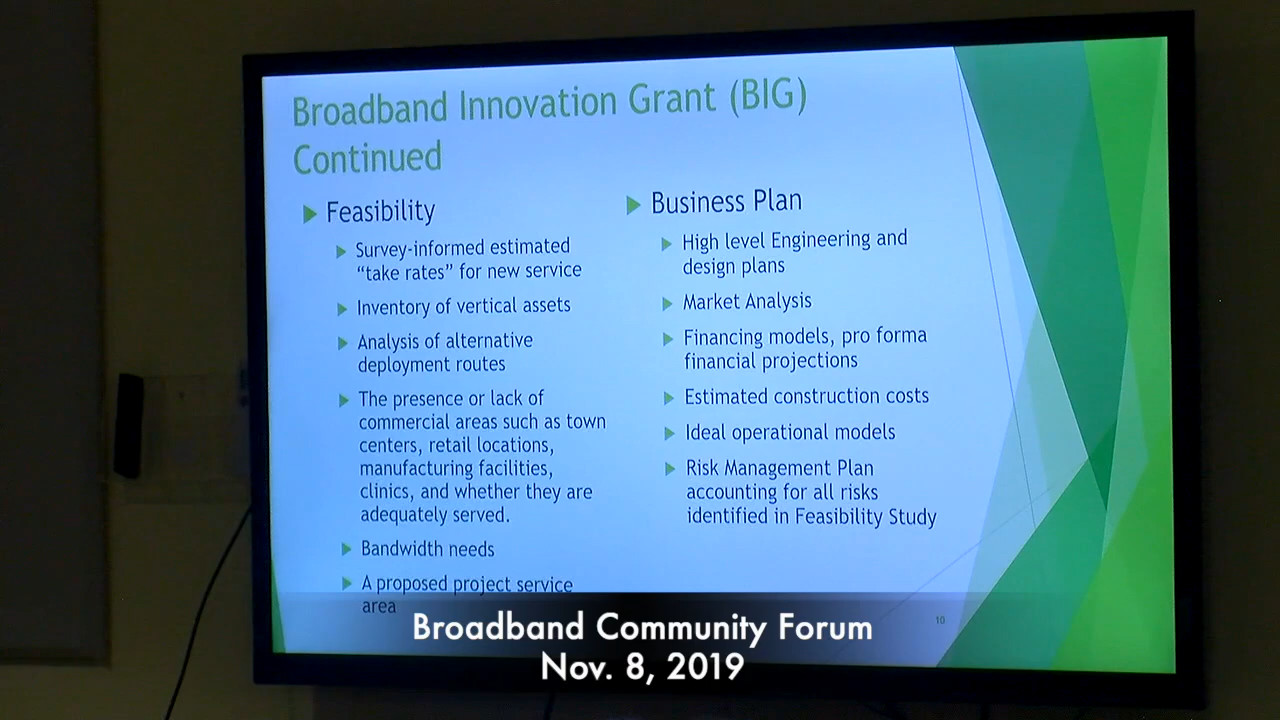 Broadband Innovation Grant (BIG)
Continued
Feasibility
Survey-informed estimated
“take rates” for new service
Inventory of vertical assets
Analysis of alternative
deployment routes
The presence or lack of
commercial areas such as town
centers, retail locations,
manufacturing facilities,
clinics, and whether they are
adequately served.
Bandwidth needs
A proposed project service
area
Business Plan
High level Engineering and
design plans
Market Analysis
Financing models, pro forma
financial projections
Estimated construction costs
Ideal operational models
Risk Management Plan
accounting for all risks
identified in Feasibility Study
10
Broadband Community Forum
Nov. 8, 2019